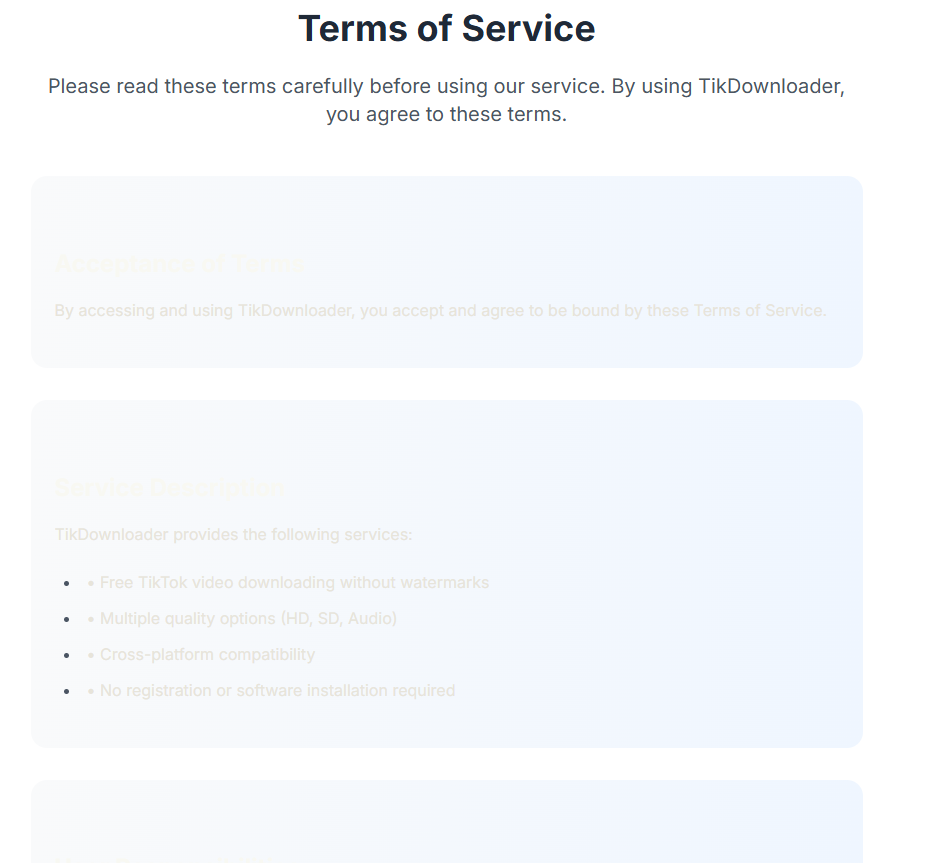 Terms of Service
Please read these terms carefully before using our service. By using TikDownloader,
you agree to these terms.
Acceptance of Terms
By accessing and using TikDownloader, you accept and agree to be bound by these Terms of Service.
Service Description
TikDownloader provides the following services:
• • Free TikTok video downloading without watermarks
• • Multiple quality options (HD, SD, Audio)
• • Cross-platform compatibility
• • No registration or software installation required